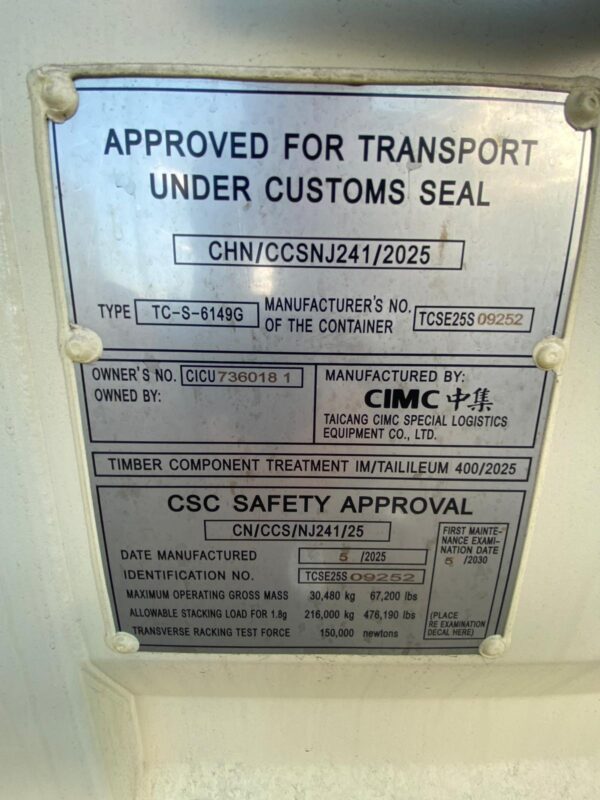 APPROVED FOR TRANSPORT
UNDER CUSTOMS SEAL
CHN/CCSNJ241/2025
TYPE TC-S-6149G MANUFACTURER'S NO.
OF THE CONTAINER TCSE25S 09252
OWNER'S NO. CICU 736018 1
OWNED BY:
MANUFACTURED BY:
CIMC 中集
TAICANG CIMC SPECIAL LOGISTICS
EQUIPMENT CO., LTD.
TIMBER COMPONENT TREATMENT IM/TAILILEUM 400/2025
CSC SAFETY APPROVAL
CN/CCS/NJ241/25
DATE MANUFACTURED 5 /2025
IDENTIFICATION NO. TCSE25S 09252
MAXIMUM OPERATING GROSS MASS 30,480 kg 67,200 lbs
ALLOWABLE STACKING LOAD FOR 1.8g 216,000 kg 476,190 lbs
TRANSVERSE RACKING TEST FORCE 150,000 newtons
FIRST MAINTE-
NANCE EXAMI-
NATION DATE
5 /2030
(PLACE
RE EXAMINATION
DECAL HERE)